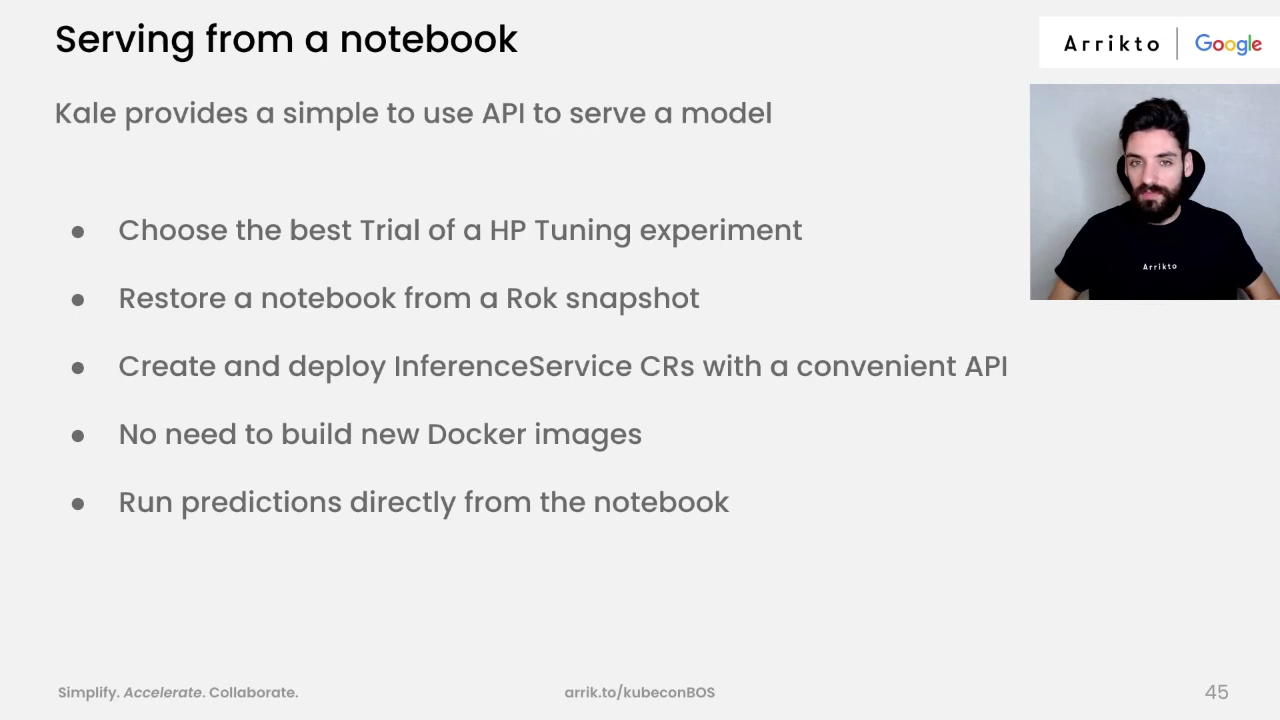 Serving from a notebook
Arrikto | Google
Kale provides a simple to use API to serve a model
● Choose the best Trial of a HP Tuning experiment
● Restore a notebook from a Rok snapshot
Arrikto
● Create and deploy InferenceService CRs with a convenient API
● No need to build new Docker images
● Run predictions directly from the notebook
Simplify. Accelerate. Collaborate.
arrik.to/kubeconBOS
45